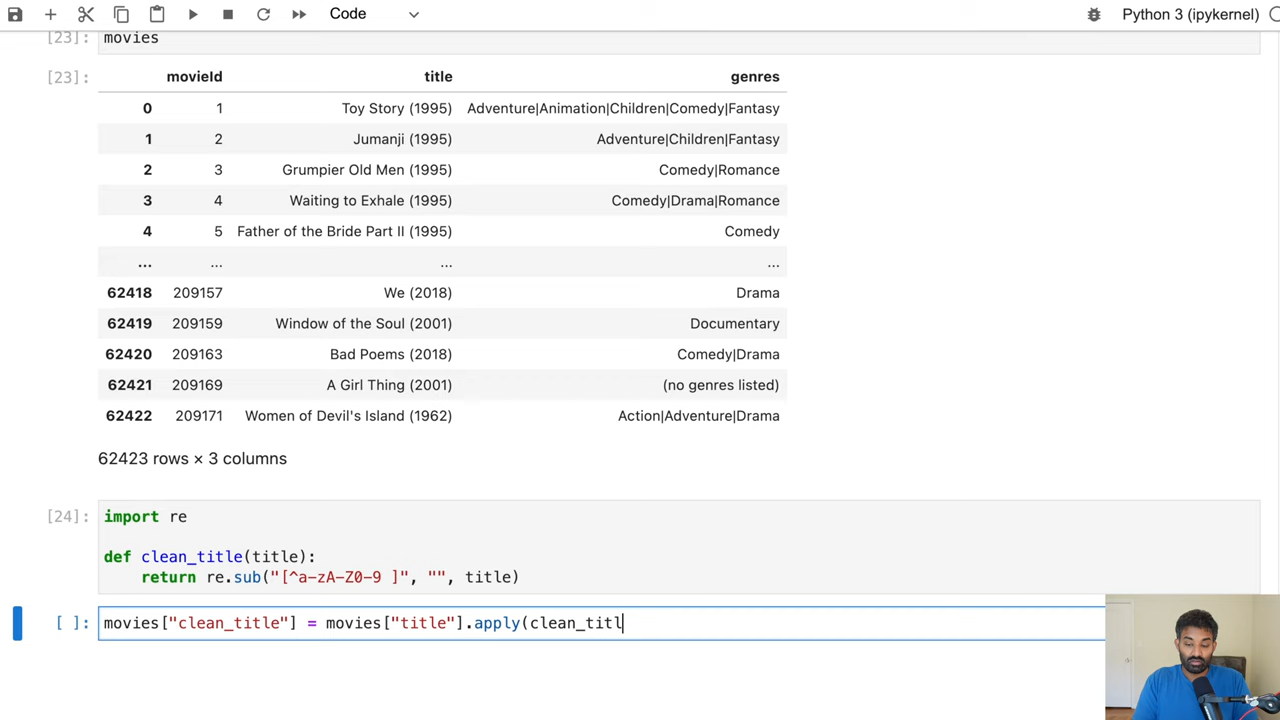 Code Python 3 (ipykernel)
[23]: movies
[23]: movieId title genres
0 1 Toy Story (1995) Adventure|Animation|Children|Comedy|Fantasy
1 2 Jumanji (1995) Adventure|Children|Fantasy
2 3 Grumpier Old Men (1995) Comedy|Romance
3 4 Waiting to Exhale (1995) Comedy|Drama|Romance
4 5 Father of the Bride Part II (1995) Comedy
... ... ... ...
62418 209157 We (2018) Drama
62419 209159 Window of the Soul (2001) Documentary
62420 209163 Bad Poems (2018) Comedy|Drama
62421 209169 A Girl Thing (2001) (no genres listed)
62422 209171 Women of Devil's Island (1962) Action|Adventure|Drama
62423 rows × 3 columns
[24]: import re
def clean_title(title):
return re.sub("[^a-zA-Z0-9 ]", "", title)
[ ]: movies["clean_title"] = movies["title"].apply(clean_titl